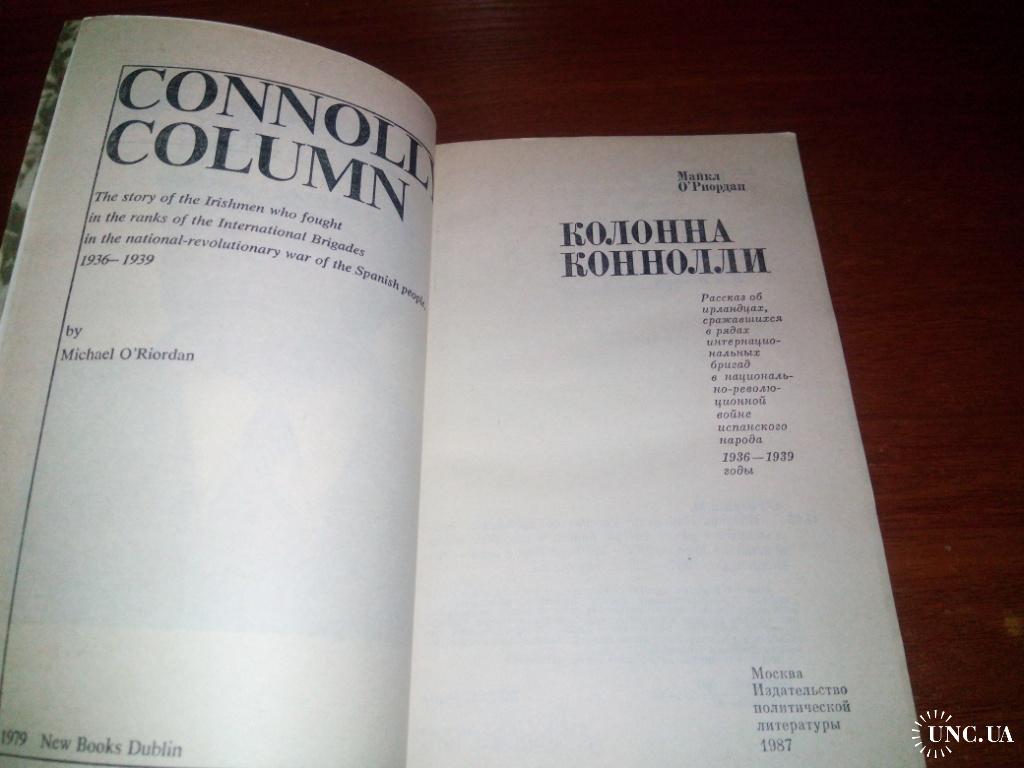 CONNOLLY
COLUMN
The story of the Irishmen who fought
in the ranks of the International Brigades
in the national-revolutionary war of the Spanish people,
1936—1939
by
Michael O'Riordan
1979 New Books Dublin
Майкл
О'Риордан
КОЛОННА
КОННОЛЛИ
Рассказ об
ирландцах,
сражавшихся
в рядах
интернацио-
нальных
бригад
в националь-
но-револю-
ционной
войне
испанского
народа
1936—1939
годы
Москва
Издательство
политической
литературы
1987
UNC.UA